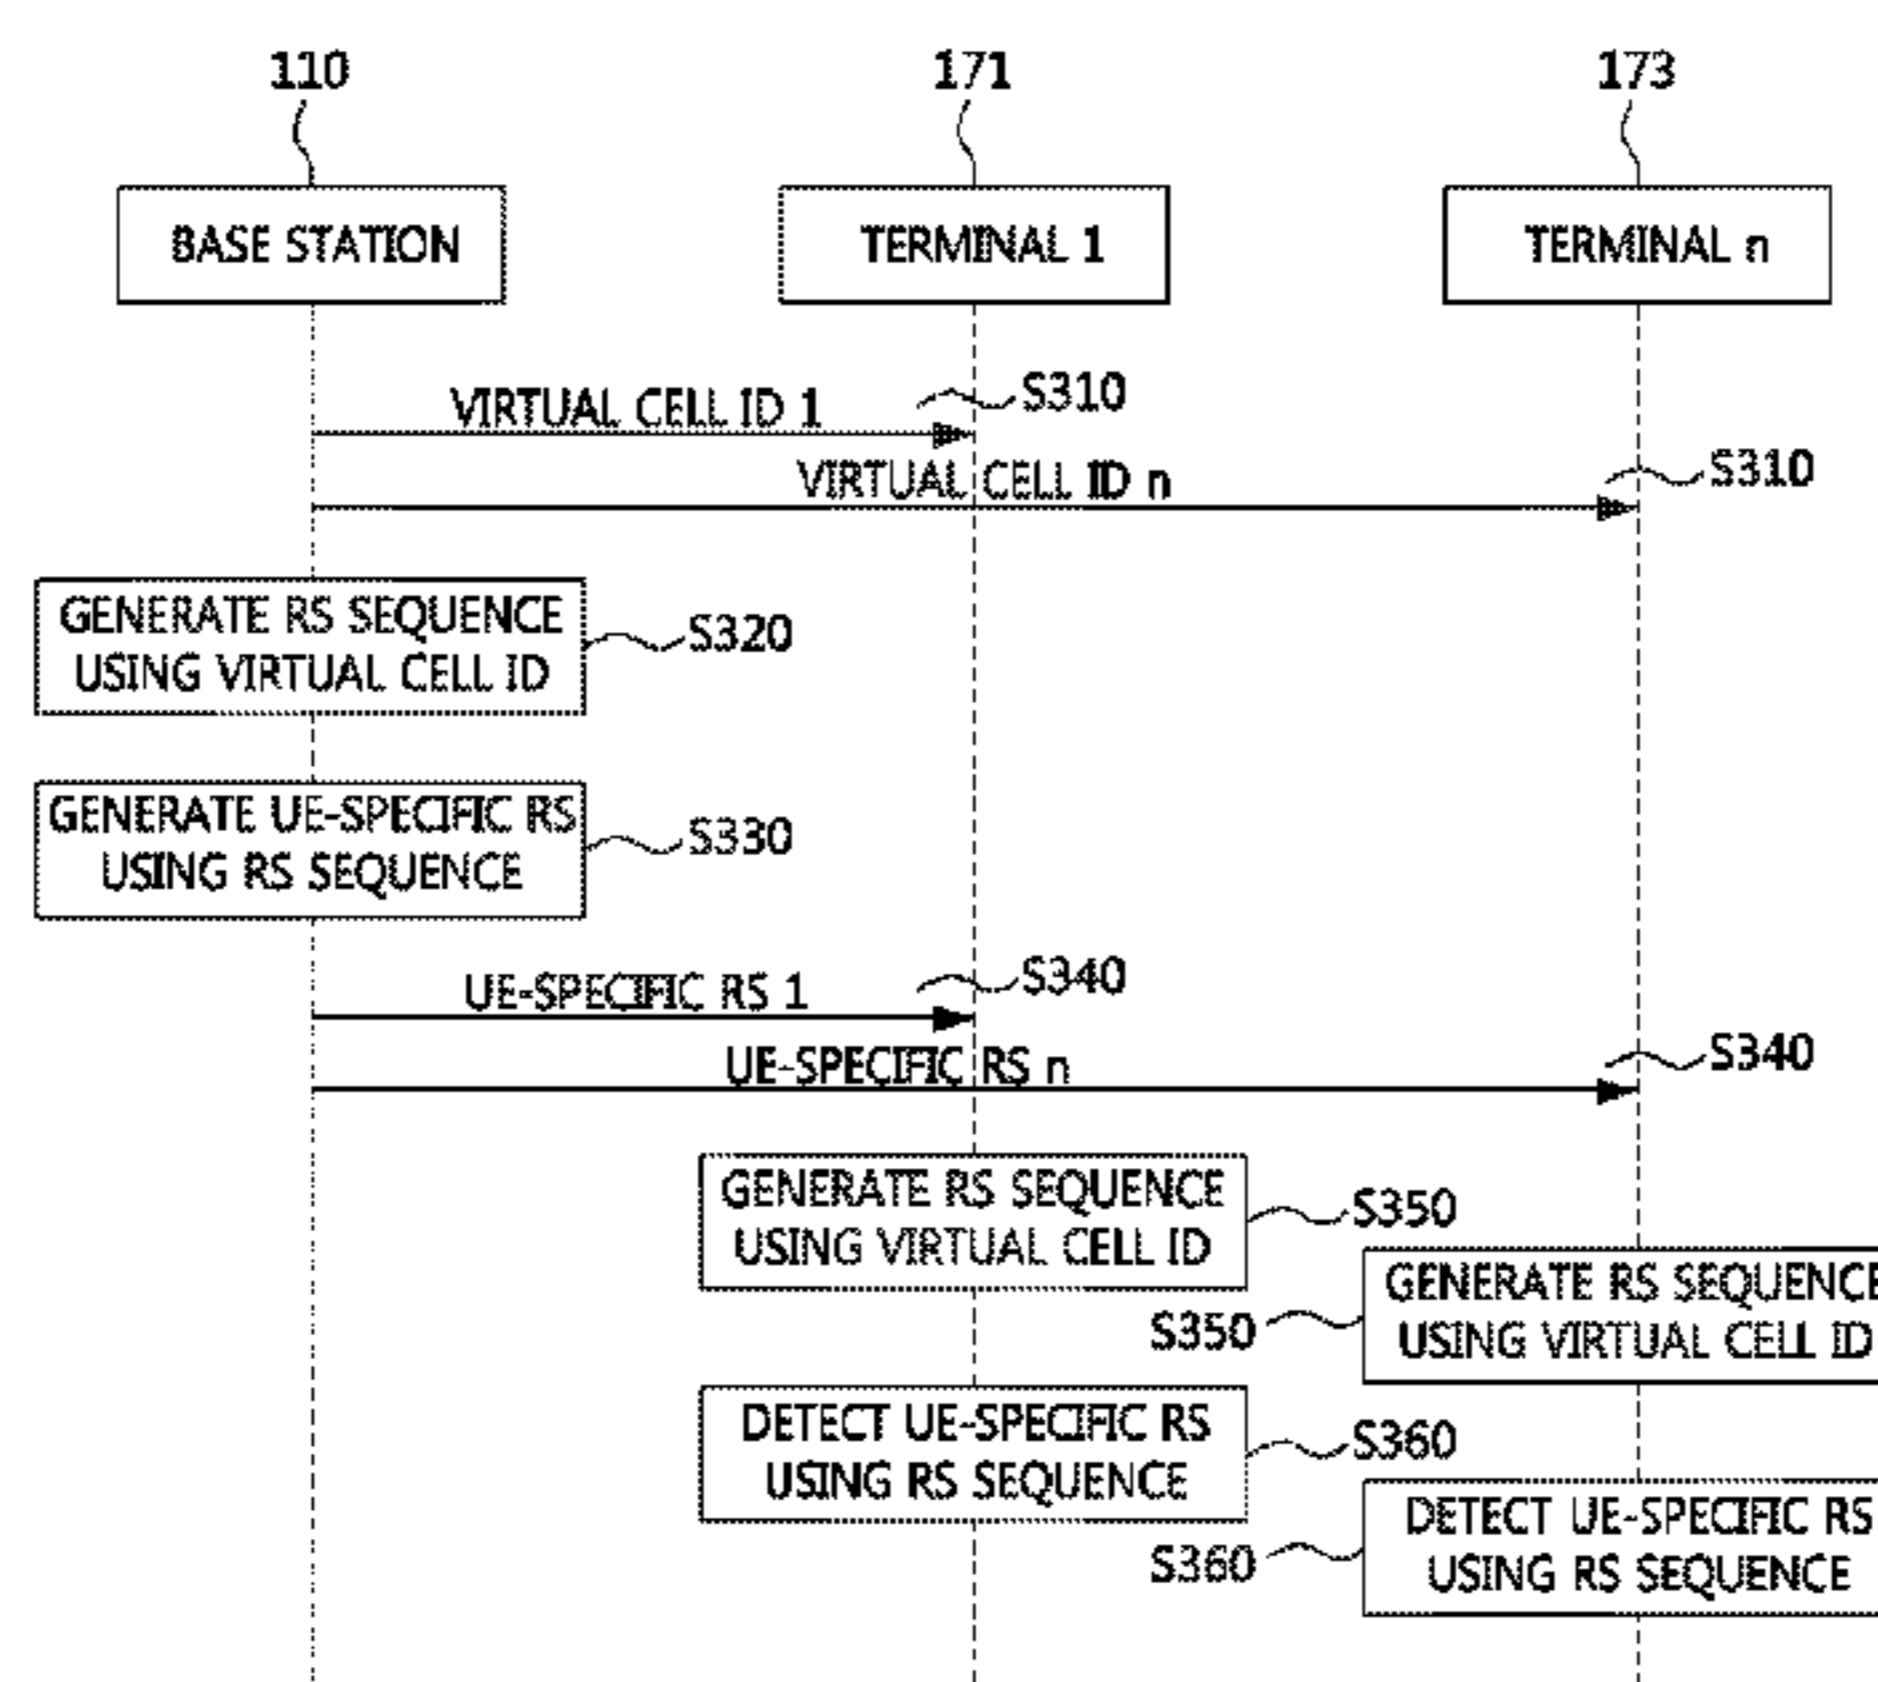 110
171
173
BASE STATION
TERMINAL 1
TERMINAL n
VIRTUAL CELL ID 1
S310
VIRTUAL CELL ID n
S310
GENERATE RS SEQUENCE
USING VIRTUAL CELL ID
S320
GENERATE UE-SPECIFIC RS
USING RS SEQUENCE
S330
UE-SPECIFIC RS 1
S340
UE-SPECIFIC RS n
S340
GENERATE RS SEQUENCE
USING VIRTUAL CELL ID
S350
GENERATE RS SEQUENCE
USING VIRTUAL CELL ID
S350
DETECT UE-SPECIFIC RS
USING RS SEQUENCE
S360
DETECT UE-SPECIFIC RS
USING RS SEQUENCE
S360